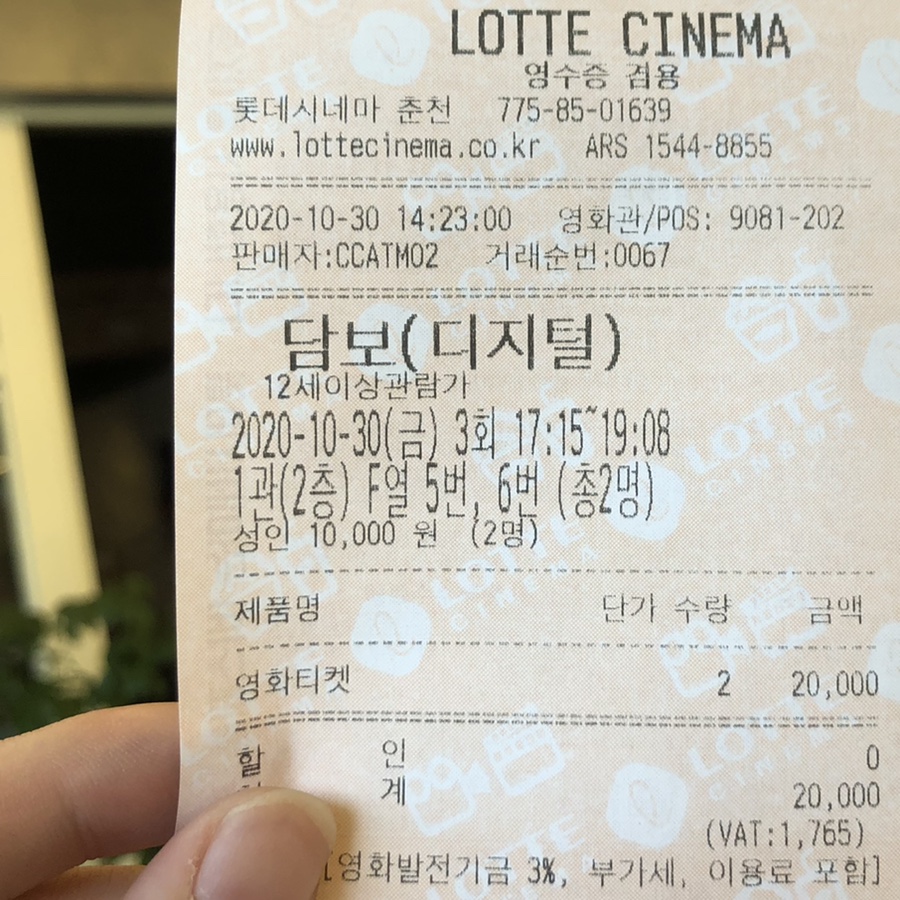 LOTTE CINEMA
영수증 겸용
롯데시네마 춘천 775-85-01639
www.lottecinema.co.kr ARS 1544-8855
2020-10-30 14:23:00 영화관/POS: 9081-202
판매자:CCATM02 거래순번:0067
담보(디지털)
12세이상관람가
2020-10-30(금) 3회 17:15~19:08
1관(2층) F열 5번, 6번 (총2명)
성인 10,000 원 (2명)
제품명 단가 수량 금액
영화티켓 2 20,000
할 인 0
계 20,000
(VAT:1,765)
[영화발전기금 3%, 부가세, 이용료 포함]